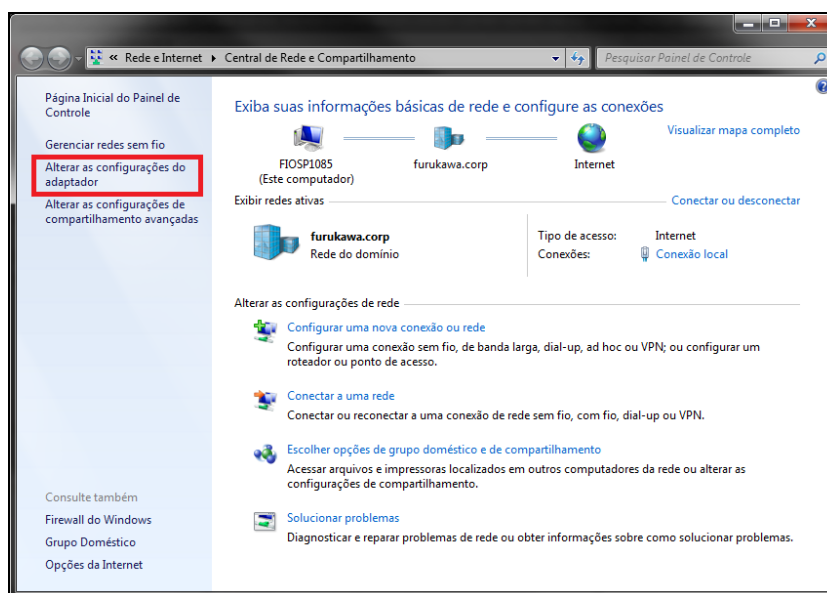 « Rede e Internet ▸ Central de Rede e Compartilhamento
Pesquisar Painel de Controle
Página Inicial do Painel de
Controle
Gerenciar redes sem fio
Alterar as configurações do
adaptador
Alterar as configurações de
compartilhamento avançadas
Consulte também
Firewall do Windows
Grupo Doméstico
Opções da Internet
Exiba suas informações básicas de rede e configure as conexões
Visualizar mapa completo
FIOSP1085
(Este computador)
furukawa.corp
Internet
Exibir redes ativas
Conectar ou desconectar
furukawa.corp
Rede do domínio
Tipo de acesso: Internet
Conexões: Conexão local
Alterar as configurações de rede
Configurar uma nova conexão ou rede
Configurar uma conexão sem fio, de banda larga, dial-up, ad hoc ou VPN; ou configurar um
roteador ou ponto de acesso.
Conectar a uma rede
Conectar ou reconectar a uma conexão de rede sem fio, com fio, dial-up ou VPN.
Escolher opções de grupo doméstico e de compartilhamento
Acessar arquivos e impressoras localizados em outros computadores da rede ou alterar as
configurações de compartilhamento.
Solucionar problemas
Diagnosticar e reparar problemas de rede ou obter informações sobre como solucionar problemas.